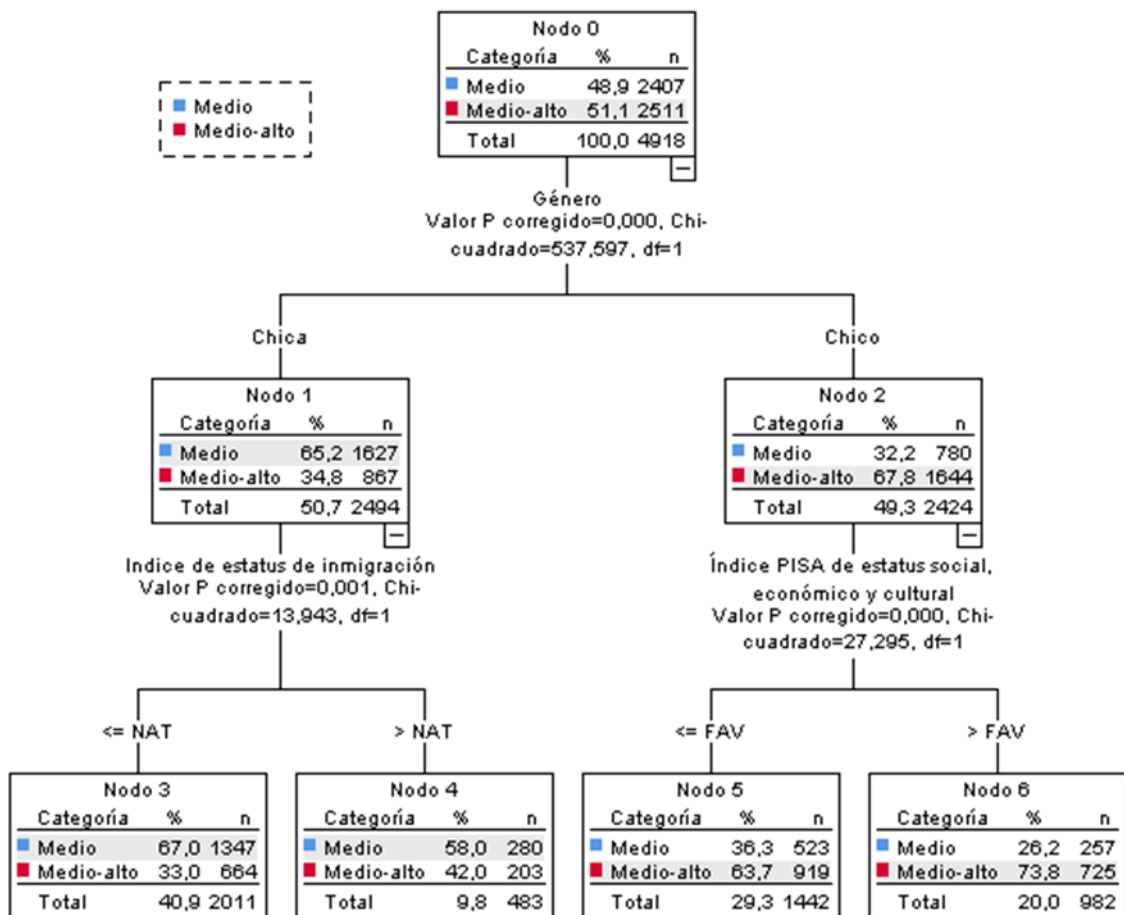 Nodo 0
Categoría % n
Medio 48,9 2407
Medio-alto 51,1 2511
Total 100,0 4918
Medio
Medio-alto
Género
Valor P corregido=0,000, Chi-
cuadrado=537,597, df=1
Chica
Chico
Nodo 1
Categoría % n
Medio 65,2 1627
Medio-alto 34,8 867
Total 50,7 2494
Nodo 2
Categoría % n
Medio 32,2 780
Medio-alto 67,8 1644
Total 49,3 2424
Indice de estatus de inmigración
Valor P corregido=0,001, Chi-
cuadrado=13,943, df=1
Índice PISA de estatus social,
económico y cultural
Valor P corregido=0,000, Chi-
cuadrado=27,295, df=1
<= NAT
> NAT
<= FAV
> FAV
Nodo 3
Categoría % n
Medio 67,0 1347
Medio-alto 33,0 664
Total 40,9 2011
Nodo 4
Categoría % n
Medio 58,0 280
Medio-alto 42,0 203
Total 9,8 483
Nodo 5
Categoría % n
Medio 36,3 523
Medio-alto 63,7 919
Total 29,3 1442
Nodo 6
Categoría % n
Medio 26,2 257
Medio-alto 73,8 725
Total 20,0 982